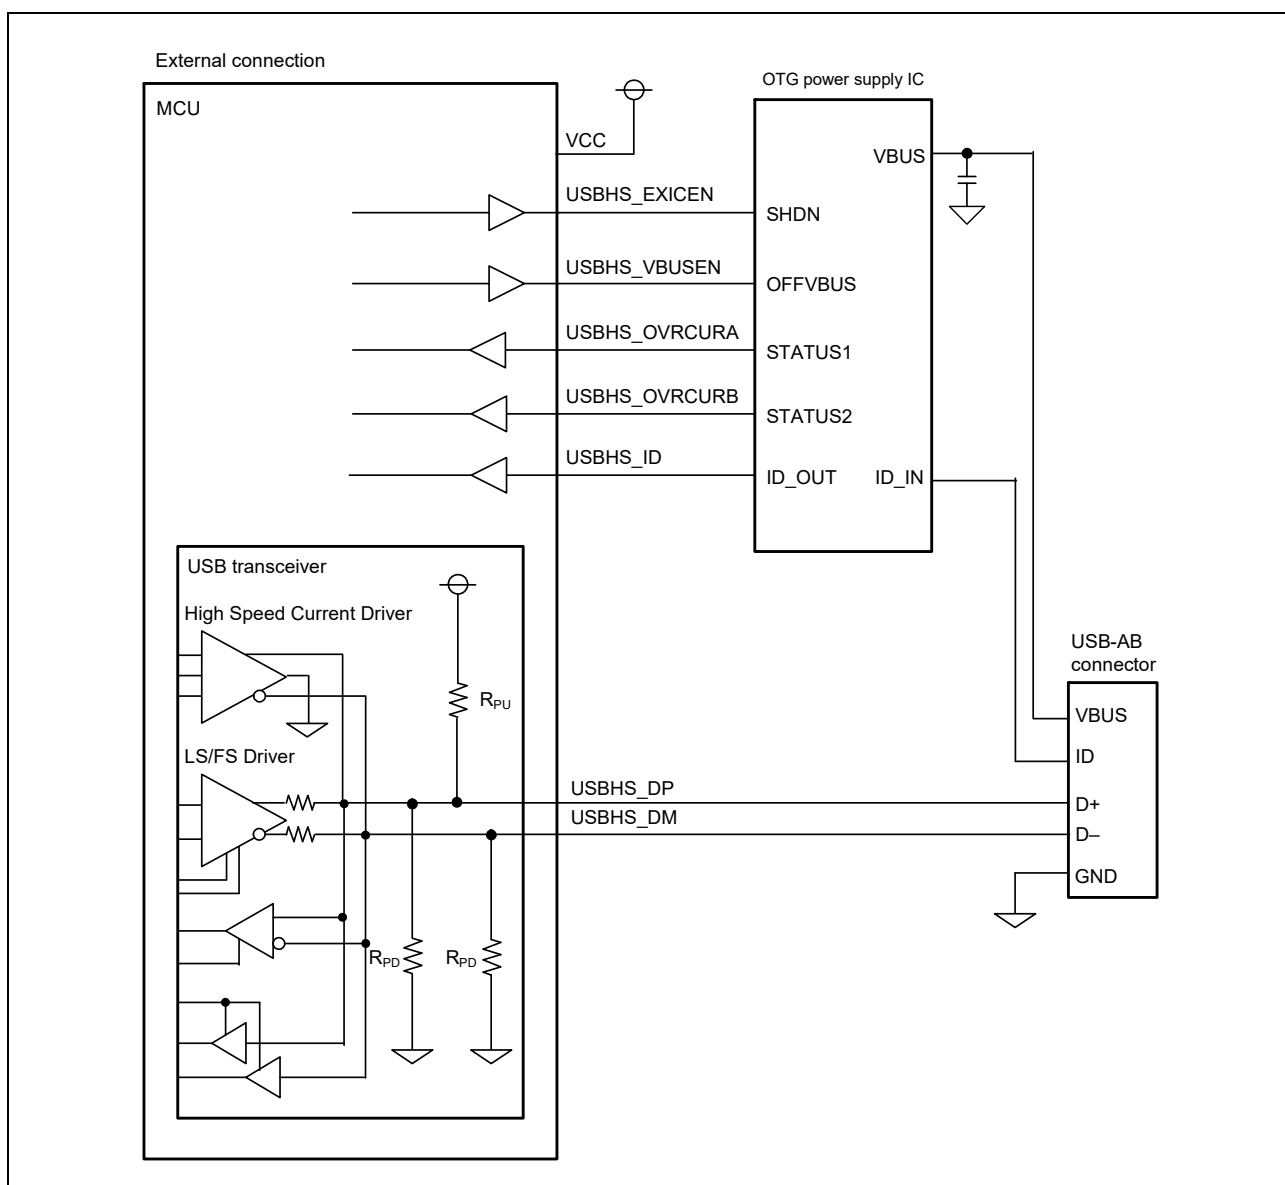 External connection
OTG power supply IC
MCU
VCC
VBUS
USBHS_EXICEN
SHDN
USBHS_VBUSEN
OFFVBUS
USBHS_OVRCURA
STATUS1
USBHS_OVRCURB
STATUS2
USBHS_ID
ID_OUT
ID_IN
USB transceiver
High Speed Current Driver
RPU
USB-AB
connector
VBUS
ID
LS/FS Driver
USBHS_DP
D+
USBHS_DM
D–
GND
RPD
RPD